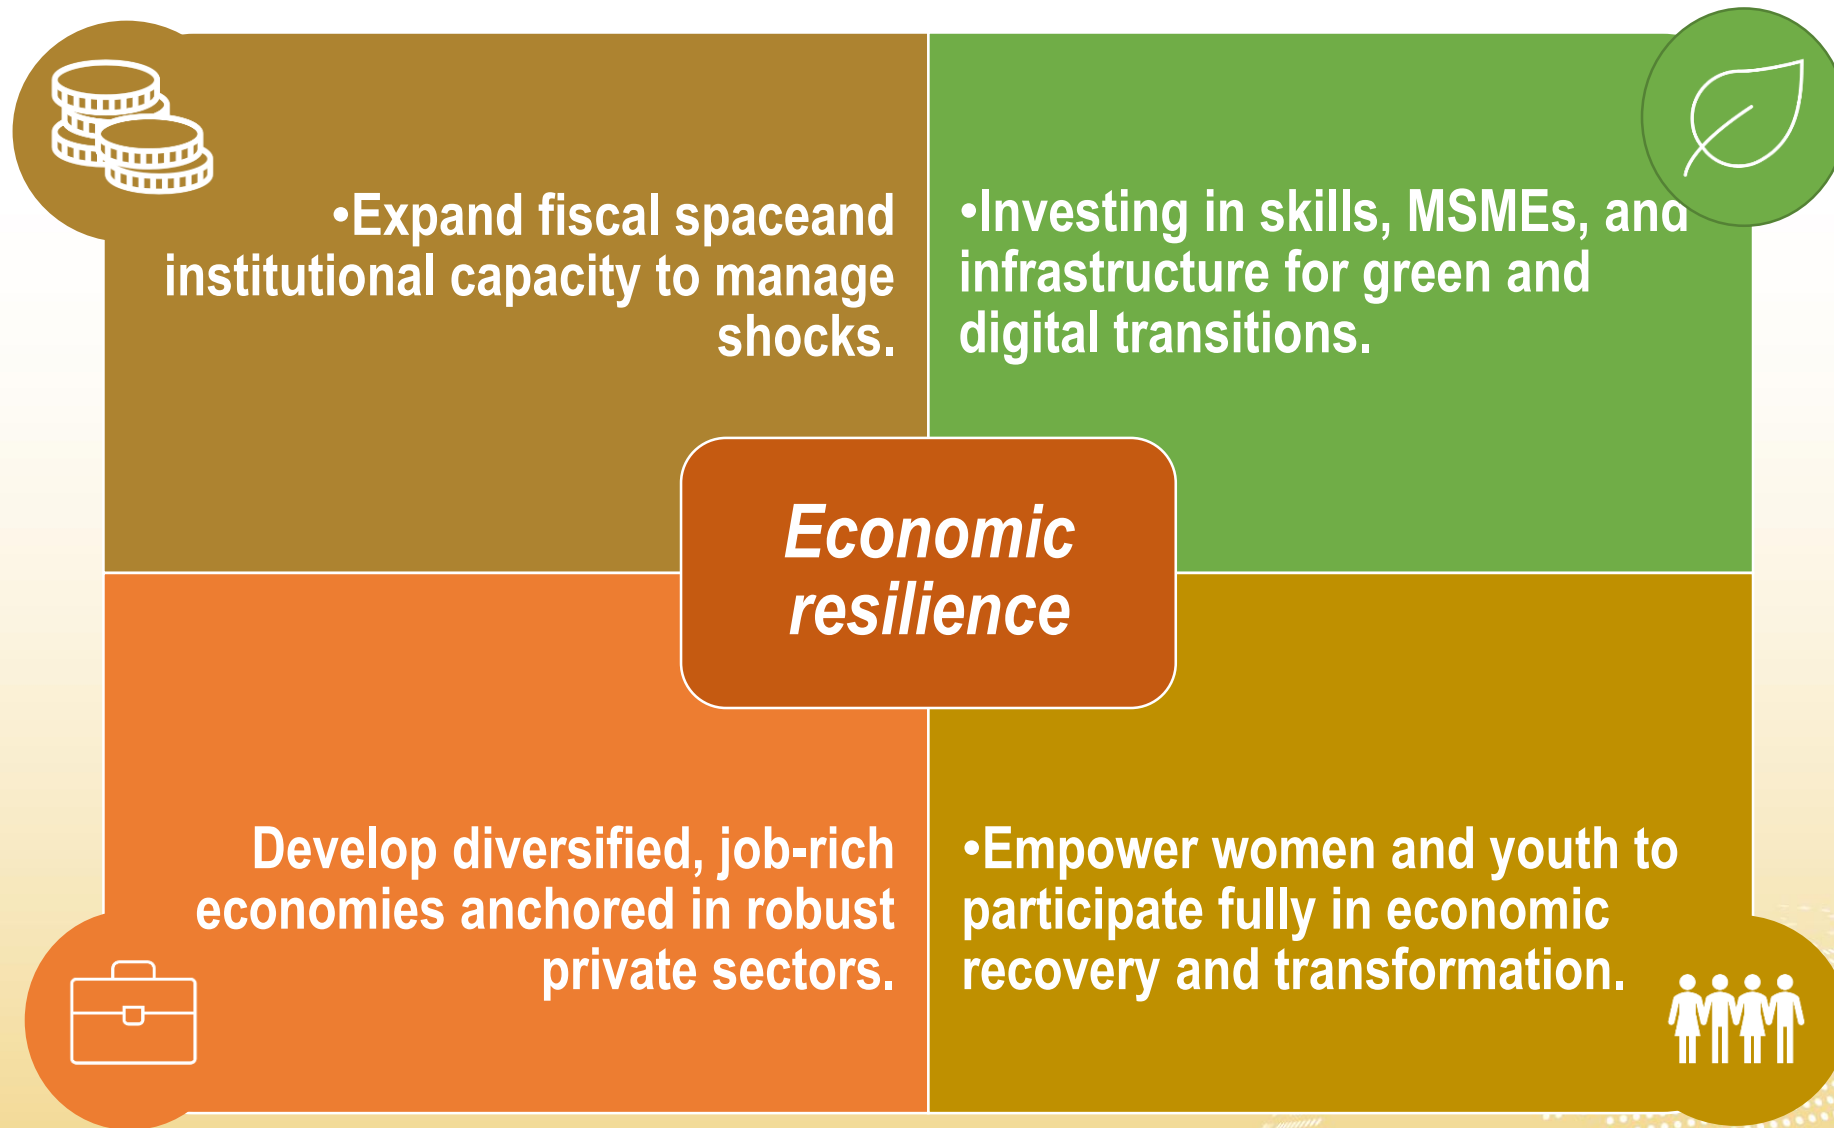 •Expand fiscal spaceand
institutional capacity to manage
shocks.
•Investing in skills, MSMEs, and
infrastructure for green and
digital transitions.
Economic
resilience
Develop diversified, job-rich
economies anchored in robust
private sectors.
•Empower women and youth to
participate fully in economic
recovery and transformation.